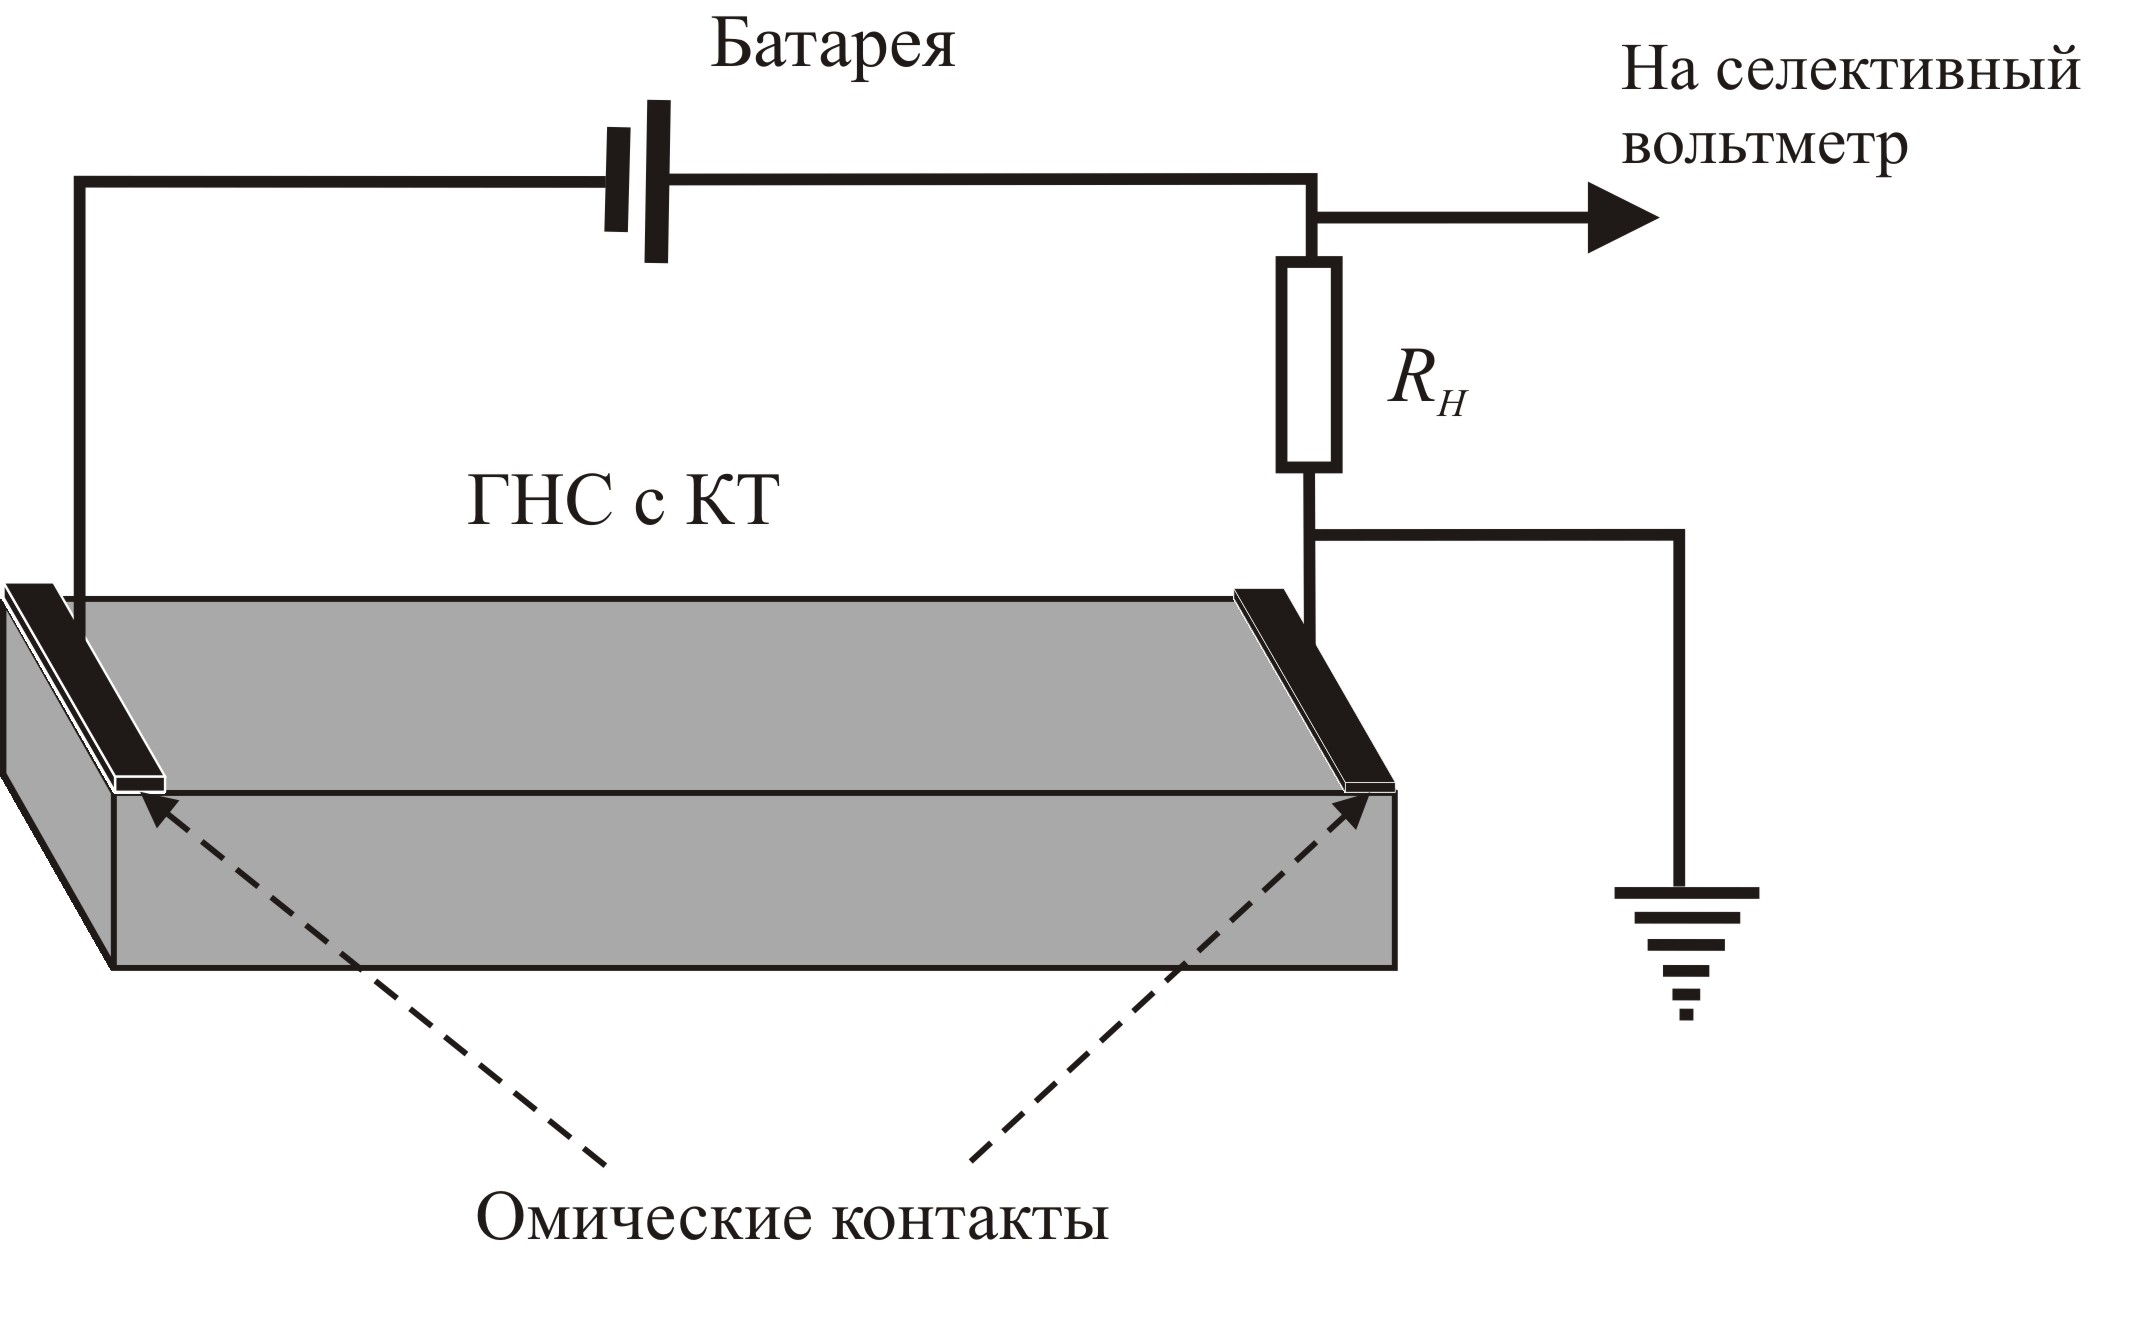 Батарея
На селективный
вольтметр
R_H
ГНС с КТ
Омические контакты